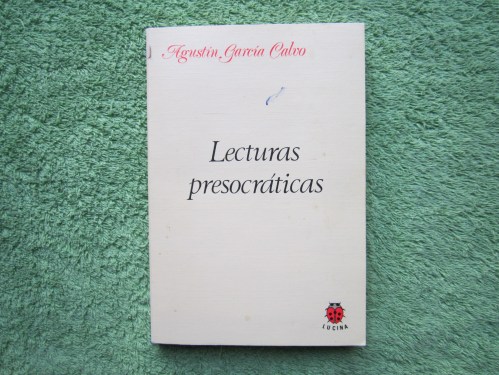 Agustín García Calvo
Lecturas
presocráticas
LUCINA